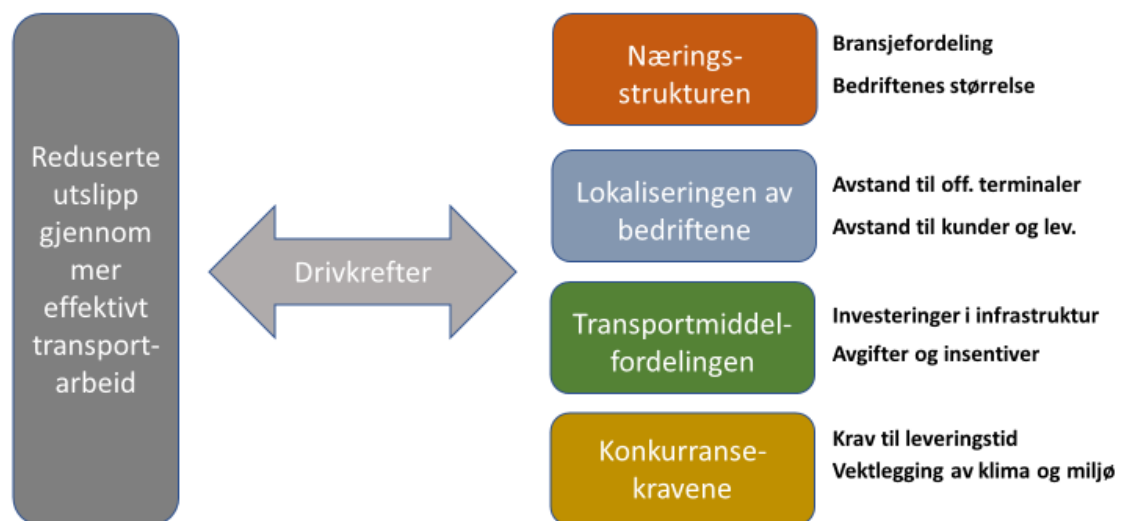 Reduserte
utslipp
gjennom
mer
effektivt
transport-
arbeid
Drivkrefter
Nærings-
strukturen
Bransjefordeling
Bedriftenes størrelse
Lokaliseringen av
bedriftene
Avstand til off. terminaler
Avstand til kunder og lev.
Transportmiddel-
fordelingen
Investeringer i infrastruktur
Avgifter og insentiver
Konkurranse-
kravene
Krav til leveringstid
Vektlegging av klima og miljø